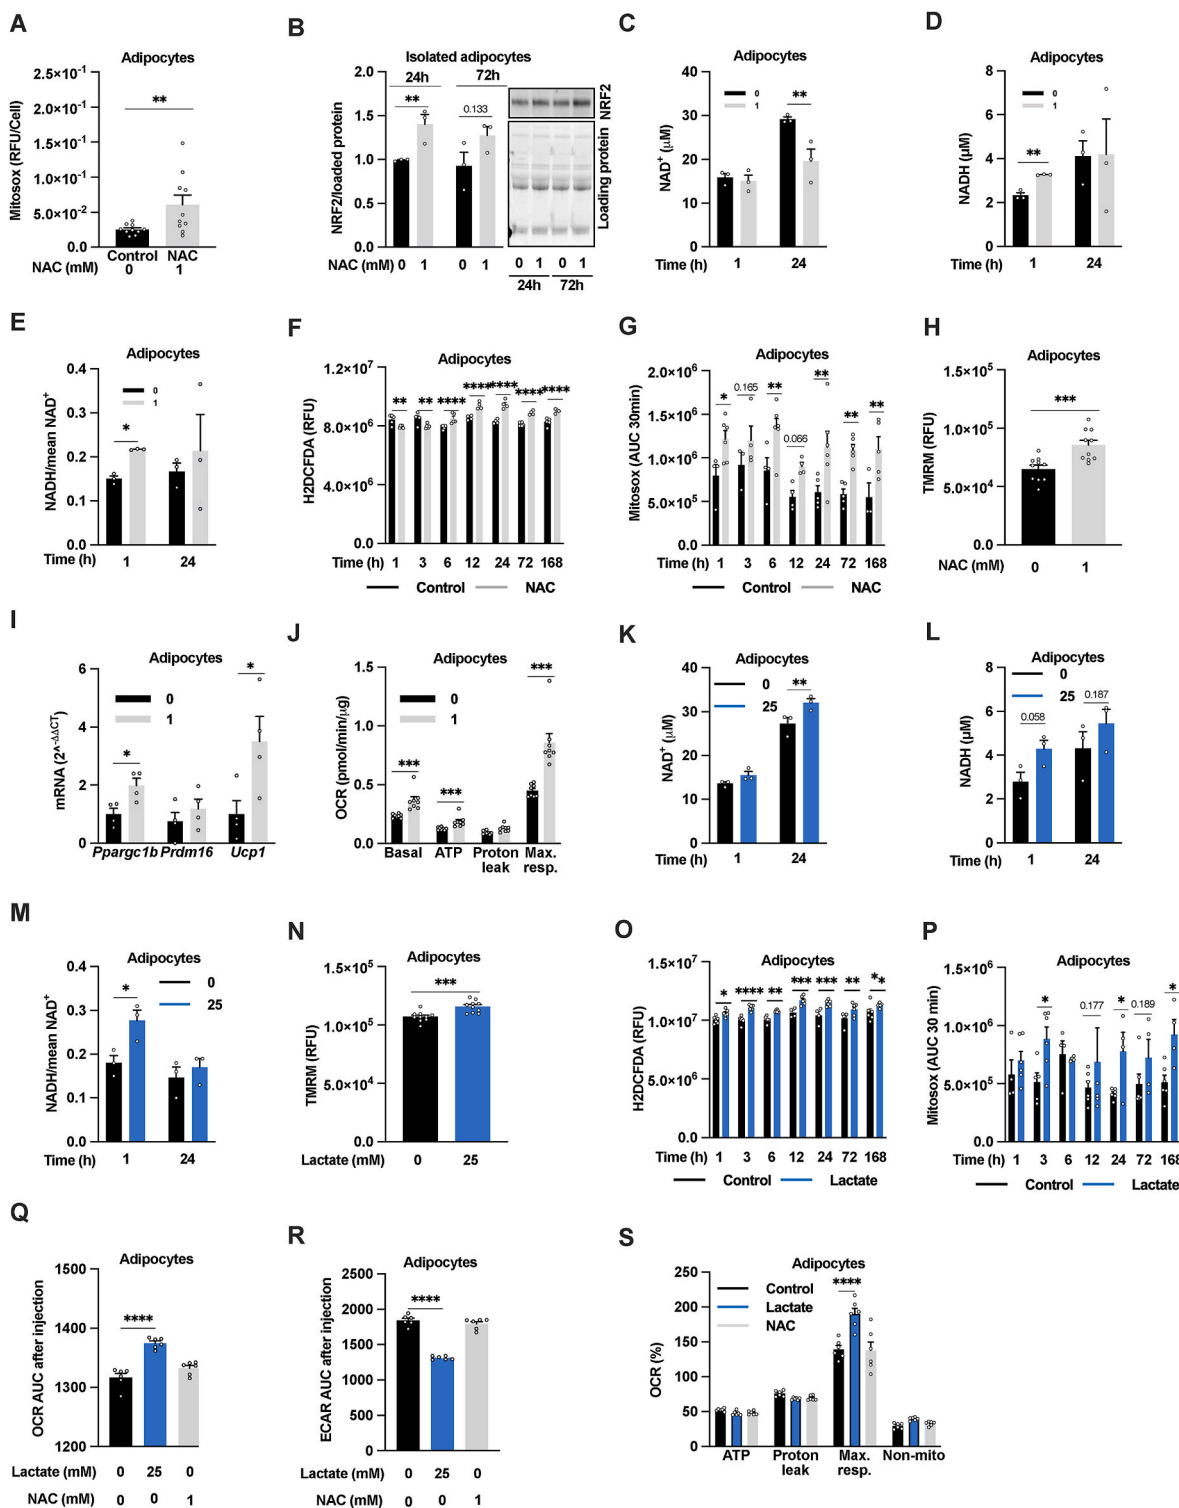 A
Adipocytes
Mitosox (RFU/Cell)
2.5×10⁻¹
2.0×10⁻¹
1.5×10⁻¹
1.0×10⁻¹
5.0×10⁻²
0.0
**
Control NAC
NAC (mM) 0 1
B
Isolated adipocytes
24h 72h
NRF2/loaded protein
2.0
1.5
1.0
0.5
0.0
** 0.133
NAC (mM) 0 1 0 1
NRF2
Loading protein
0 1 0 1
24h 72h
C
Adipocytes
NAD⁺ (μM)
40
30
20
10
0
0
1
**
Time (h) 1 24
D
Adipocytes
NADH (μM)
8
6
4
2
0
0
1
**
Time (h) 1 24
E
Adipocytes
NADH/mean NAD⁺
0.4
0.3
0.2
0.1
0.0
0
1
*
Time (h) 1 24
F
Adipocytes
H2DCFDA (RFU)
1.2×10⁷
8.0×10⁶
4.0×10⁶
0.0
** ** **** **** **** **** ****
Time (h) 1 3 6 12 24 72 168
Control NAC
G
Adipocytes
Mitosox (AUC 30min)
2.0×10⁶
1.5×10⁶
1.0×10⁶
5.0×10⁵
0.0
* 0.165 ** 0.066 ** ** **
Time (h) 1 3 6 12 24 72 168
Control NAC
H
Adipocytes
TMRM (RFU)
1.5×10⁵
1.0×10⁵
5.0×10⁴
0.0
***
NAC (mM) 0 1
I
Adipocytes
mRNA (2^-ΔΔCT)
6
4
2
0
0
1
* *
Ppargc1b Prdm16 Ucp1
J
Adipocytes
OCR (pmol/min/μg)
1.5
1.0
0.5
0.0
0
1
*** *** ***
Basal ATP Proton leak Max. resp.
K
Adipocytes
NAD⁺ (μM)
40
30
20
10
0
0
25
**
Time (h) 1 24
L
Adipocytes
NADH (μM)
8
6
4
2
0
0
25
0.058 0.187
Time (h) 1 24
M
Adipocytes
NADH/mean NAD⁺
0.4
0.3
0.2
0.1
0.0
0
25
*
Time (h) 1 24
N
Adipocytes
TMRM (RFU)
1.5×10⁵
1.0×10⁵
5.0×10⁴
0.0
***
Lactate (mM) 0 25
O
Adipocytes
H2DCFDA (RFU)
1.5×10⁷
1.0×10⁷
5.0×10⁶
0.0
* **** ** *** *** ** **
Time (h) 1 3 6 12 24 72 168
Control Lactate
P
Adipocytes
Mitosox (AUC 30 min)
1.5×10⁶
1.0×10⁶
5.0×10⁵
0.0
* 0.177 * 0.189 *
Time (h) 1 3 6 12 24 72 168
Control Lactate
Q
Adipocytes
OCR AUC after injection
1500
1400
1300
1200
****
Lactate (mM) 0 25 0
NAC (mM) 0 0 1
R
Adipocytes
ECAR AUC after injection
2500
2000
1500
1000
500
0
****
Lactate (mM) 0 25 0
NAC (mM) 0 0 1
S
Adipocytes
OCR (%)
250
200
150
100
50
0
Control
Lactate
NAC
****
ATP Proton leak Max. resp. Non-mito